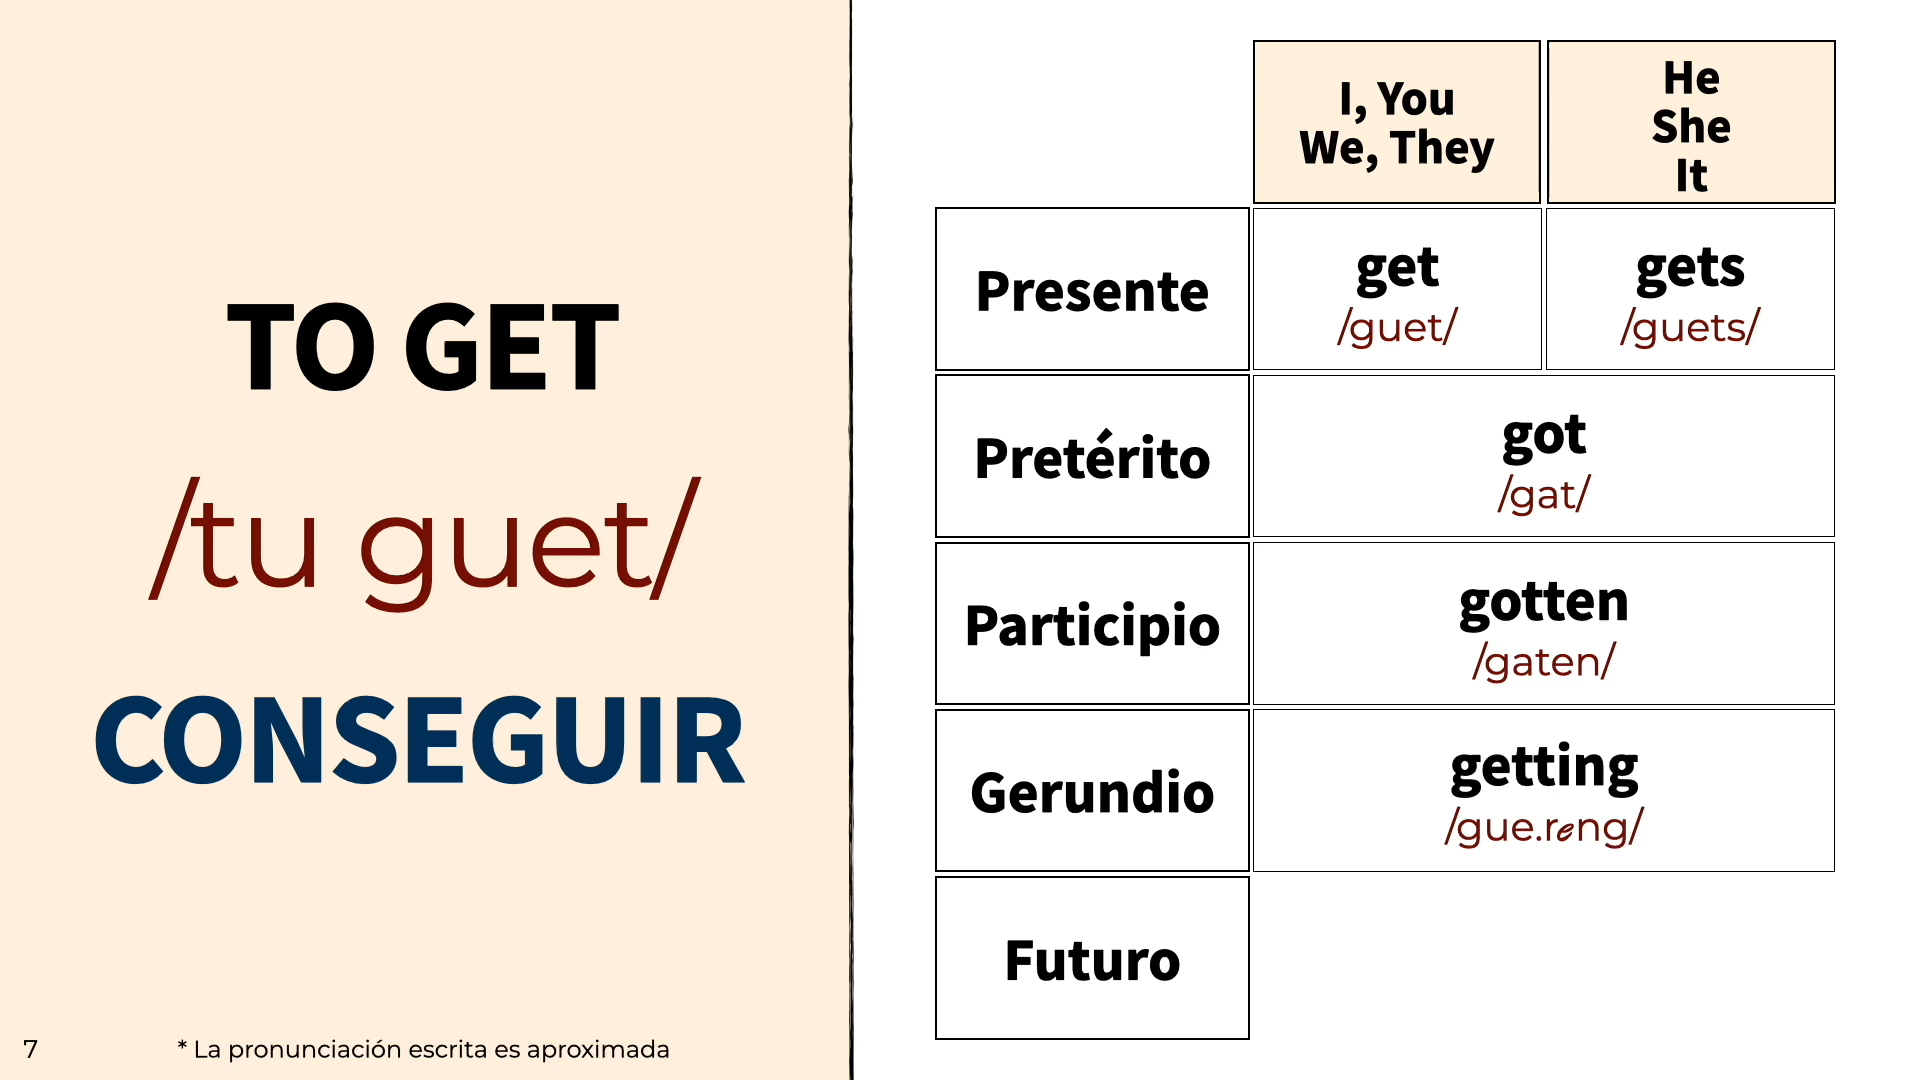 TO GET
/tu guet/
CONSEGUIR
7
* La pronunciación escrita es aproximada
I, You
We, They
He
She
It
Presente
get
/guet/
gets
/guets/
Pretérito
got
/gat/
Participio
gotten
/gaten/
Gerundio
getting
/gue.reng/
Futuro